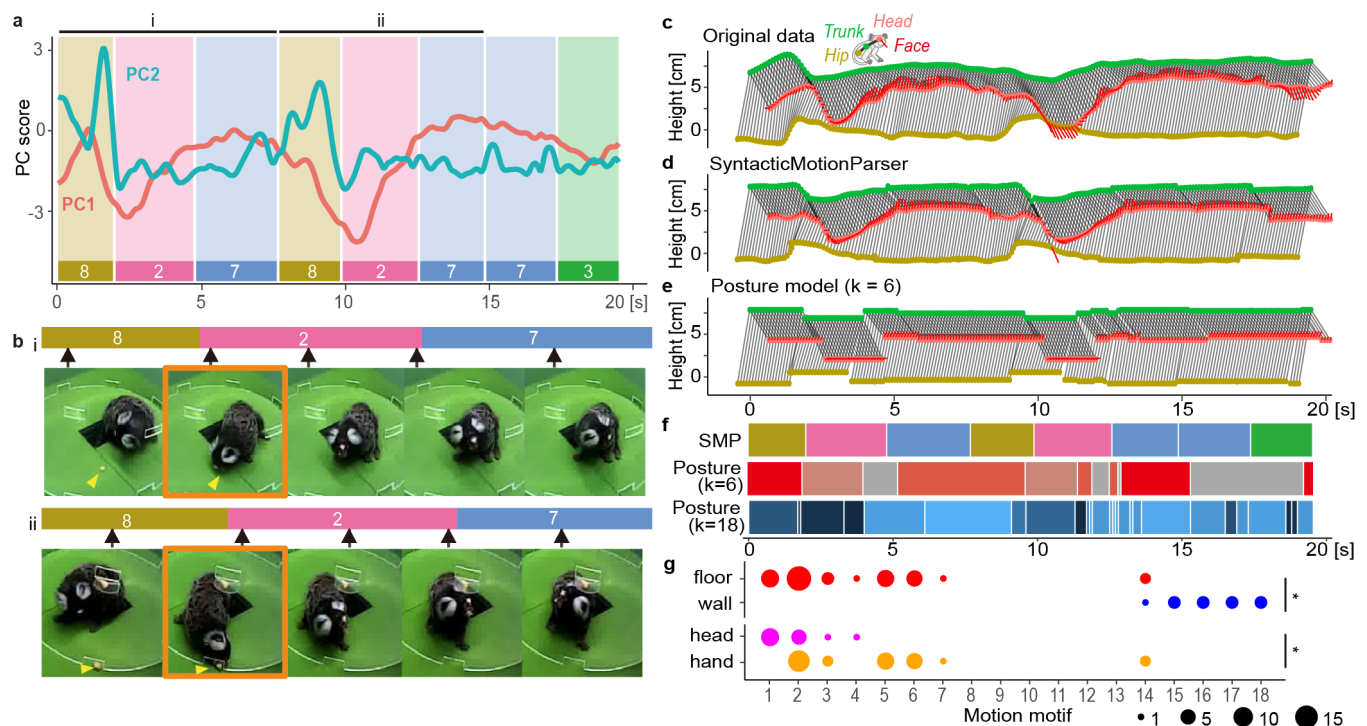 a
i
ii
3
0
-3
PC score
PC2
PC1
8 2 7 8 2 7 7 3
0 5 10 15 20 [s]
b
i
8 2 7
ii
8 2 7
c
Original data
Head
Trunk
Face
Hip
Height [cm]
5
0
d
SyntacticMotionParser
Height [cm]
5
0
e
Posture model (k = 6)
Height [cm]
5
0
0 5 10 15 20 [s]
f
SMP
Posture
(k=6)
Posture
(k=18)
0 5 10 15 20 [s]
g
floor
wall
*
head
hand
*
1 2 3 4 5 6 7 8 9 10 11 12 13 14 15 16 17 18
Motion motif
1 5 10 15